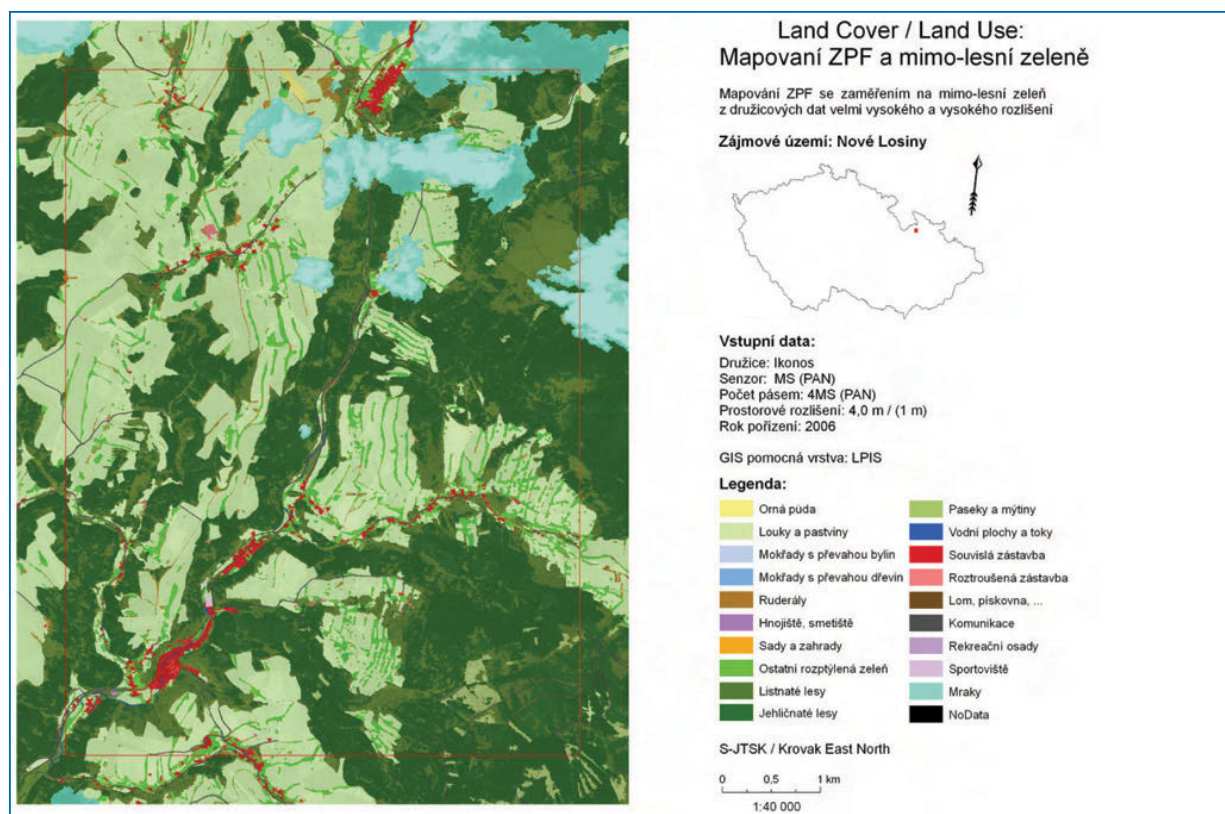 Land Cover / Land Use:
Mapovaní ZPF a mimo-lesní zeleně
Mapování ZPF se zaměřením na mimo-lesní zeleň
z družicových dat velmi vysokého a vysokého rozlišení
Zájmové území: Nové Losiny
Vstupní data:
Družice: Ikonos
Senzor: MS (PAN)
Počet pásem: 4MS (PAN)
Prostorové rozlišení: 4,0 m / (1 m)
Rok pořízení: 2006
GIS pomocná vrstva: LPIS
Legenda:
Orná půda
Louky a pastviny
Mokřady s převahou bylin
Mokřady s převahou dřevin
Ruderály
Hnojiště, smetiště
Sady a zahrady
Ostatní rozptýlená zeleň
Listnaté lesy
Jehličnaté lesy
Paseky a mýtiny
Vodní plochy a toky
Souvislá zástavba
Roztroušená zástavba
Lom, pískovna, ...
Komunikace
Rekreační osady
Sportoviště
Mraky
NoData
S-JTSK / Krovak East North
0 0,5 1 km
1:40 000